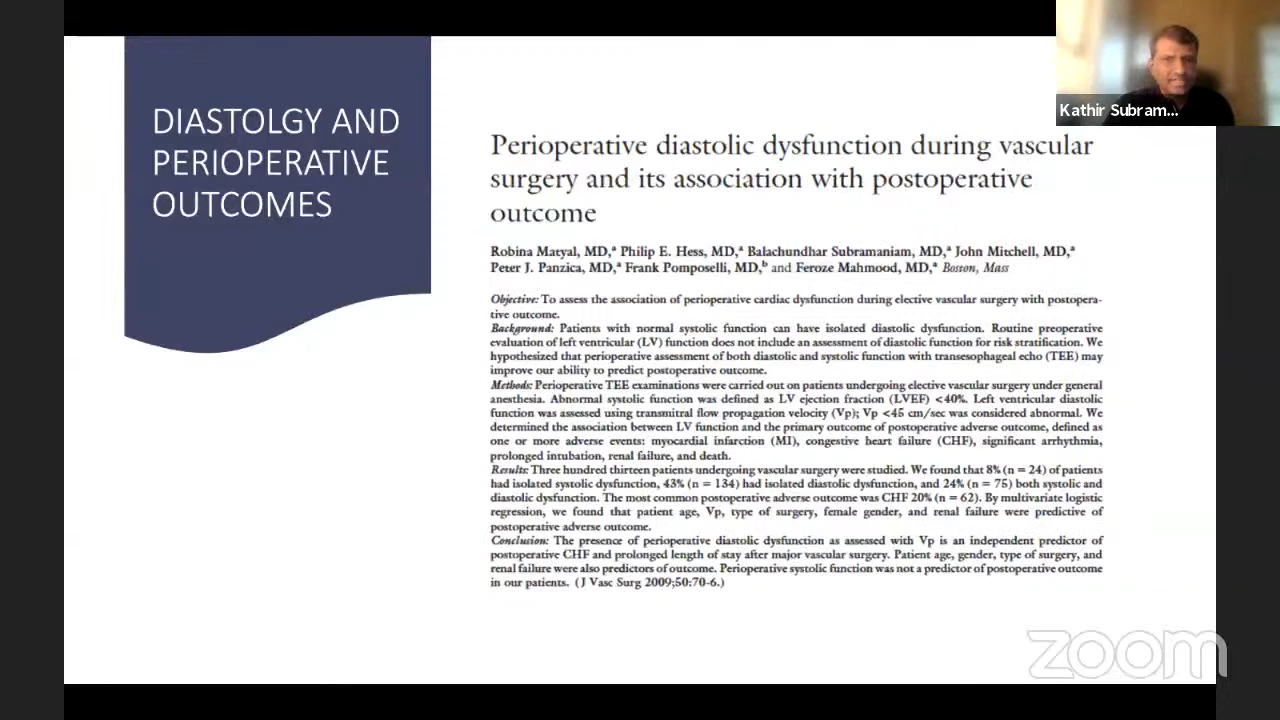 DIASTOLGY AND
PERIOPERATIVE
OUTCOMES
Kathir Subram...
Perioperative diastolic dysfunction during vascular
surgery and its association with postoperative
outcome
Robina Matyal, MD,ª Philip E. Hess, MD,ª Balachundhar Subramaniam, MD,ª John Mitchell, MD,ª
Peter J. Panzica, MD,ª Frank Pomposelli, MD,ᵇ and Feroze Mahmood, MD,ª Boston, Mass
Objective: To assess the association of perioperative cardiac dysfunction during elective vascular surgery with postopera-
tive outcome.
Background: Patients with normal systolic function can have isolated diastolic dysfunction. Routine preoperative
evaluation of left ventricular (LV) function does not include an assessment of diastolic function for risk stratification. We
hypothesized that perioperative assessment of both diastolic and systolic function with transesophageal echo (TEE) may
improve our ability to predict postoperative outcome.
Methods: Perioperative TEE examinations were carried out on patients undergoing elective vascular surgery under general
anesthesia. Abnormal systolic function was defined as LV ejection fraction (LVEF) <40%. Left ventricular diastolic
function was assessed using transmitral flow propagation velocity (Vp); Vp <45 cm/sec was considered abnormal. We
determined the association between LV function and the primary outcome of postoperative adverse outcome, defined as
one or more adverse events: myocardial infarction (MI), congestive heart failure (CHF), significant arrhythmia,
prolonged intubation, renal failure, and death.
Results: Three hundred thirteen patients undergoing vascular surgery were studied. We found that 8% (n = 24) of patients
had isolated systolic dysfunction, 43% (n = 134) had isolated diastolic dysfunction, and 24% (n = 75) both systolic and
diastolic dysfunction. The most common postoperative adverse outcome was CHF 20% (n = 62). By multivariate logistic
regression, we found that patient age, Vp, type of surgery, female gender, and renal failure were predictive of
postoperative adverse outcome.
Conclusion: The presence of perioperative diastolic dysfunction as assessed with Vp is an independent predictor of
postoperative CHF and prolonged length of stay after major vascular surgery. Patient age, gender, type of surgery, and
renal failure were also predictors of outcome. Perioperative systolic function was not a predictor of postoperative outcome
in our patients. (J Vasc Surg 2009;50:70-6.)
zoom